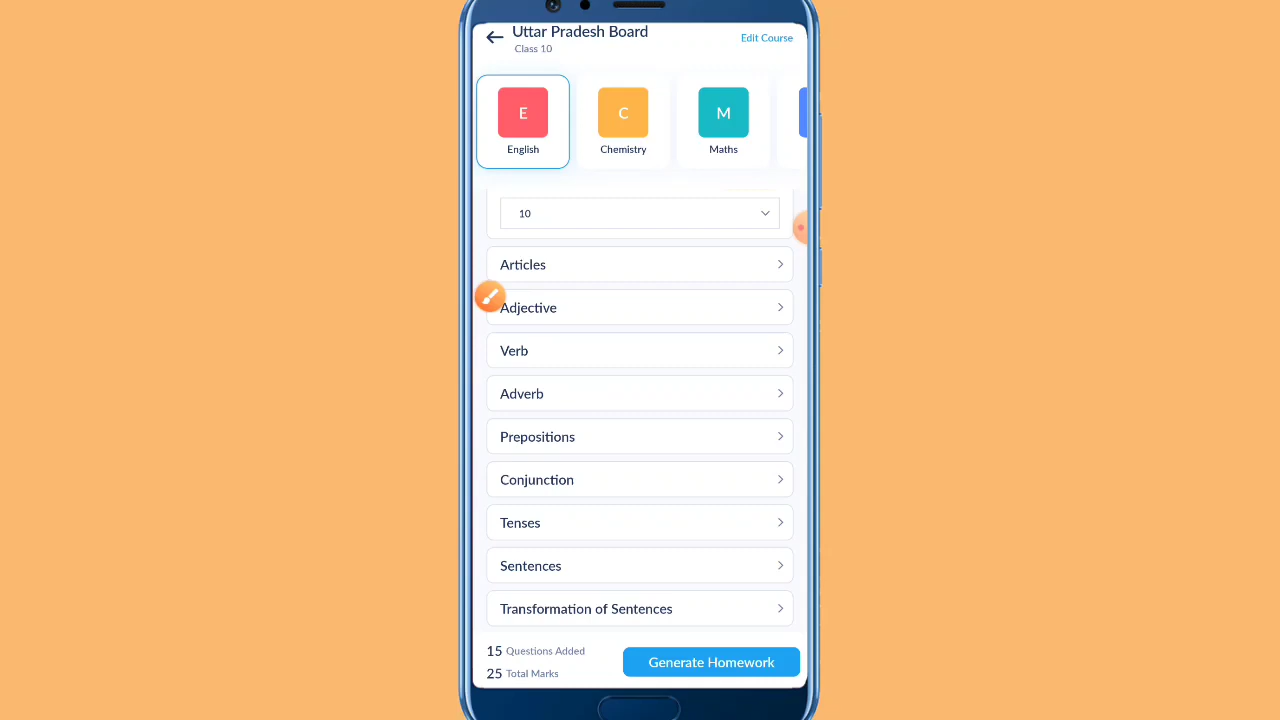 Uttar Pradesh Board
Edit Course
Class 10
E
C
M
English
Chemistry
Maths
10
Articles
Adjective
Verb
Adverb
Prepositions
Conjunction
Tenses
Sentences
Transformation of Sentences
15 Questions Added
25 Total Marks
Generate Homework